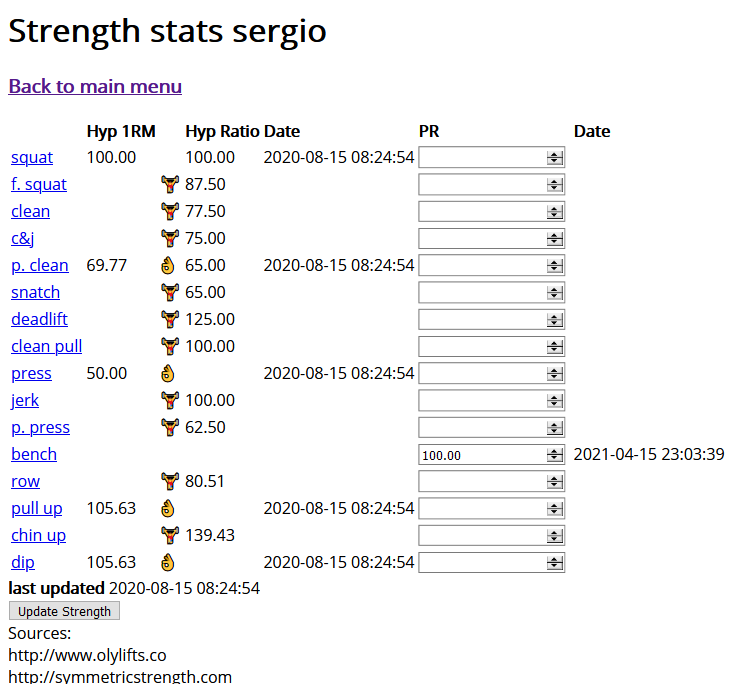 Strength stats sergio
Back to main menu
Hyp 1RM Hyp Ratio Date PR Date
squat 100.00 100.00 2020-08-15 08:24:54
f. squat 87.50
clean 77.50
c&j 75.00
p. clean 69.77 65.00 2020-08-15 08:24:54
snatch 65.00
deadlift 125.00
clean pull 100.00
press 50.00 2020-08-15 08:24:54
jerk 100.00
p. press 62.50
bench 100.00 2021-04-15 23:03:39
row 80.51
pull up 105.63 2020-08-15 08:24:54
chin up 139.43
dip 105.63 2020-08-15 08:24:54
last updated 2020-08-15 08:24:54
Update Strength
Sources:
http://www.olylifts.co
http://symmetricstrength.com